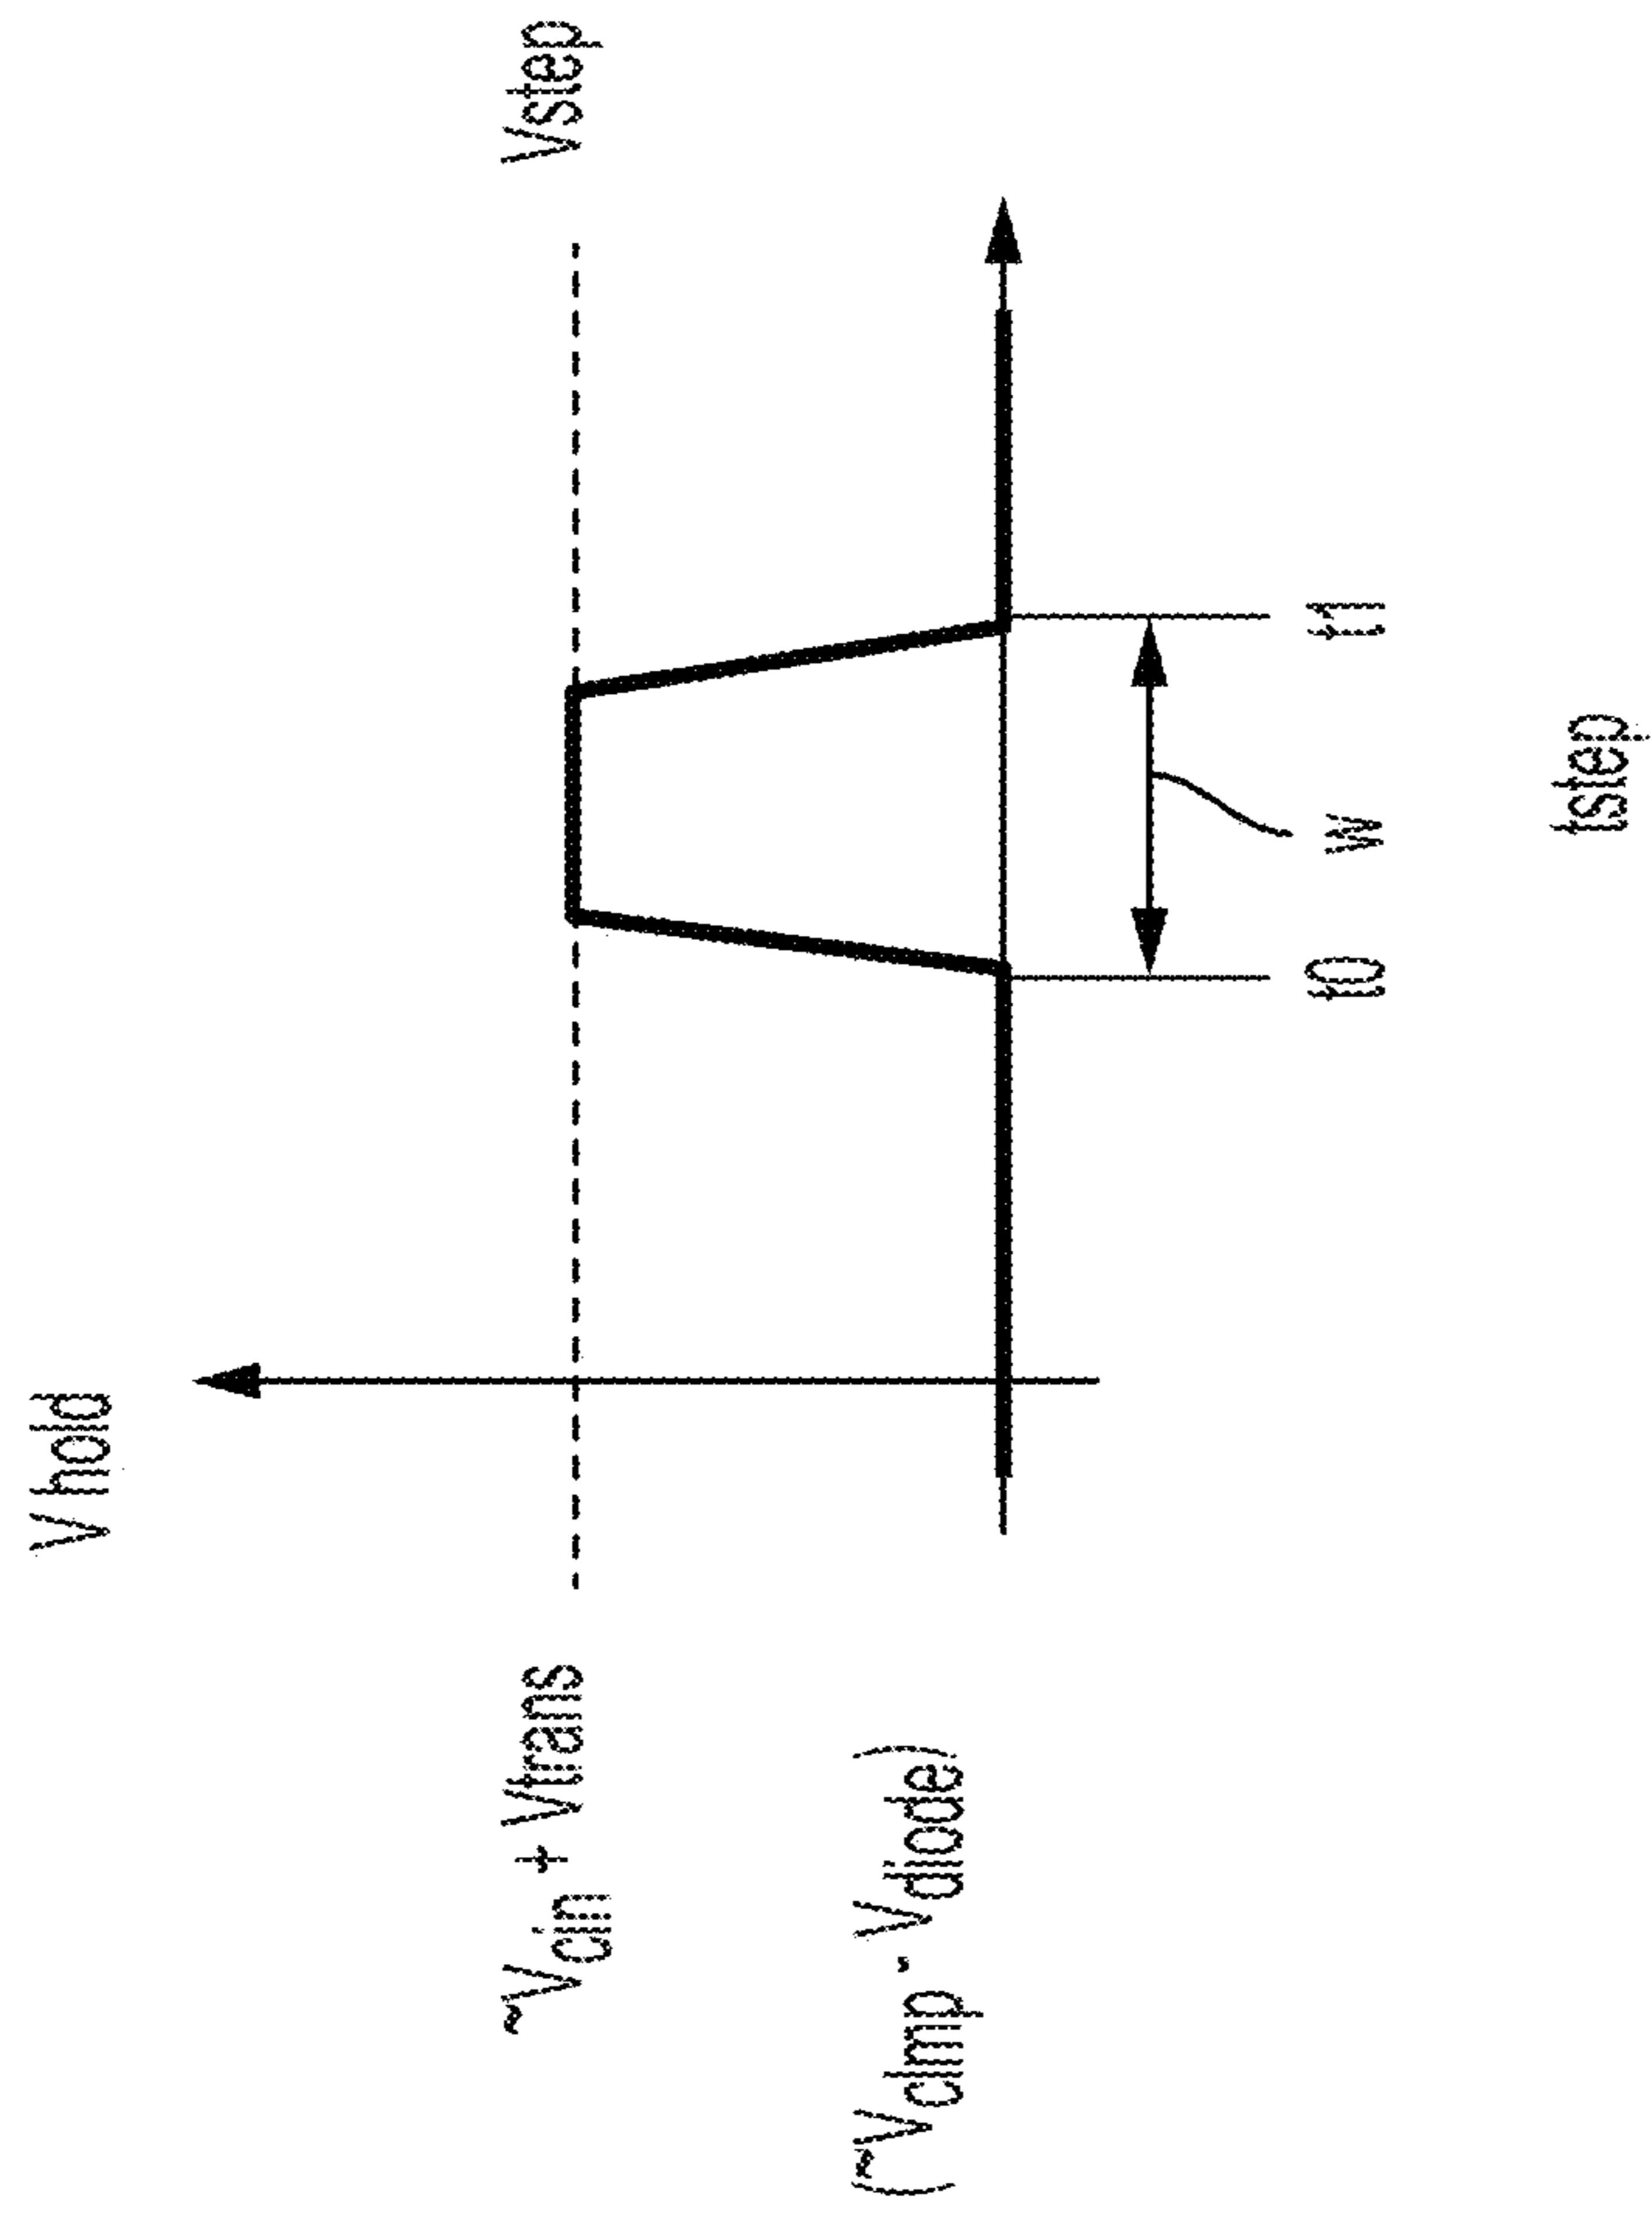 V hold
~Vcin + Vtrans
Vstep
(~Vclmp - Vdiode)
t0
w
t1
tstep